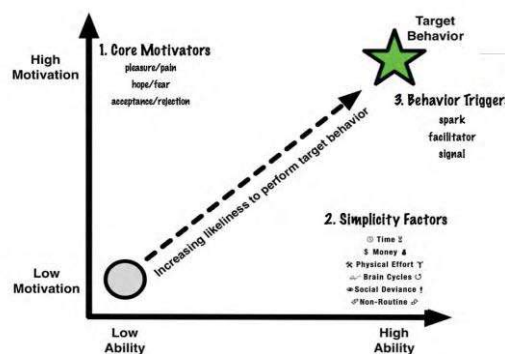 Target
Behavior
High
Motivation
1. Core Motivators
pleasure/pain
hope/fear
acceptance/rejection
3. Behavior Triggers
spark
facilitator
signal
Increasing likeliness to perform target behavior
2. Simplicity Factors
Time
$ Money
Physical Effort
Brain Cycles
Social Deviance
Non-Routine
Low
Motivation
Low
Ability
High
Ability